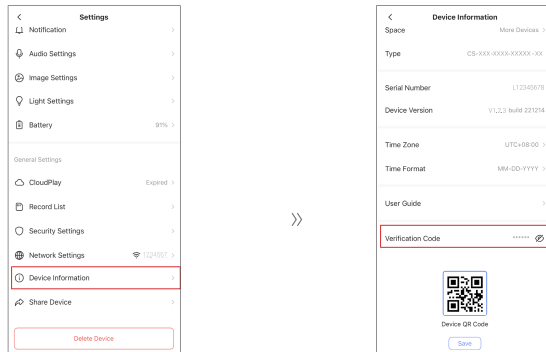 Settings
Notification
Audio Settings
Image Settings
Light Settings
Battery 91%
General Settings
CloudPlay Expired
Record List
Security Settings
Network Settings 1234567
Device Information
Share Device
Delete Device
Device Information
Space More Devices
Type CS-XXX-XXXX-XXXXX-XX
Serial Number L12345678
Device Version V1.2.3 build 221214
Time Zone UTC+08:00
Time Format MM-DD-YYYY
User Guide
Verification Code ******
Device QR Code
Save